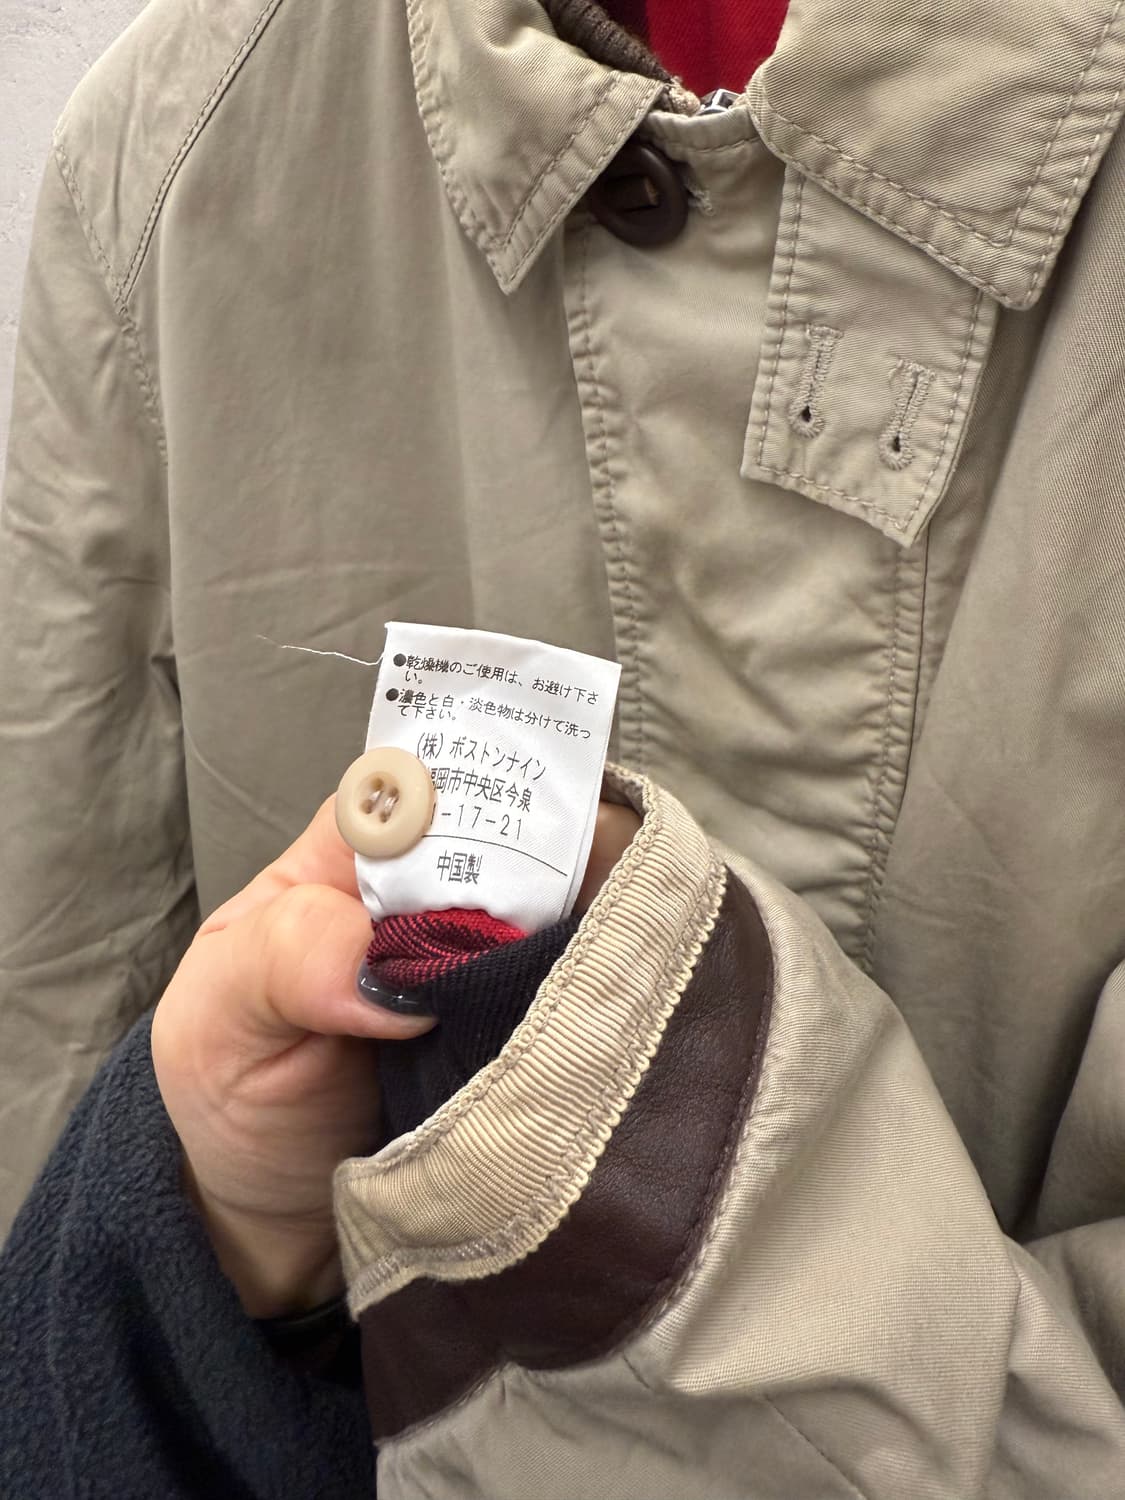 ●乾燥機のご使用は、お避け下さ
い。
●濃色と白・淡色物は分けて洗っ
て下さい。
(株)ボストンナイン
福岡市中央区今泉
-17-21
中国製